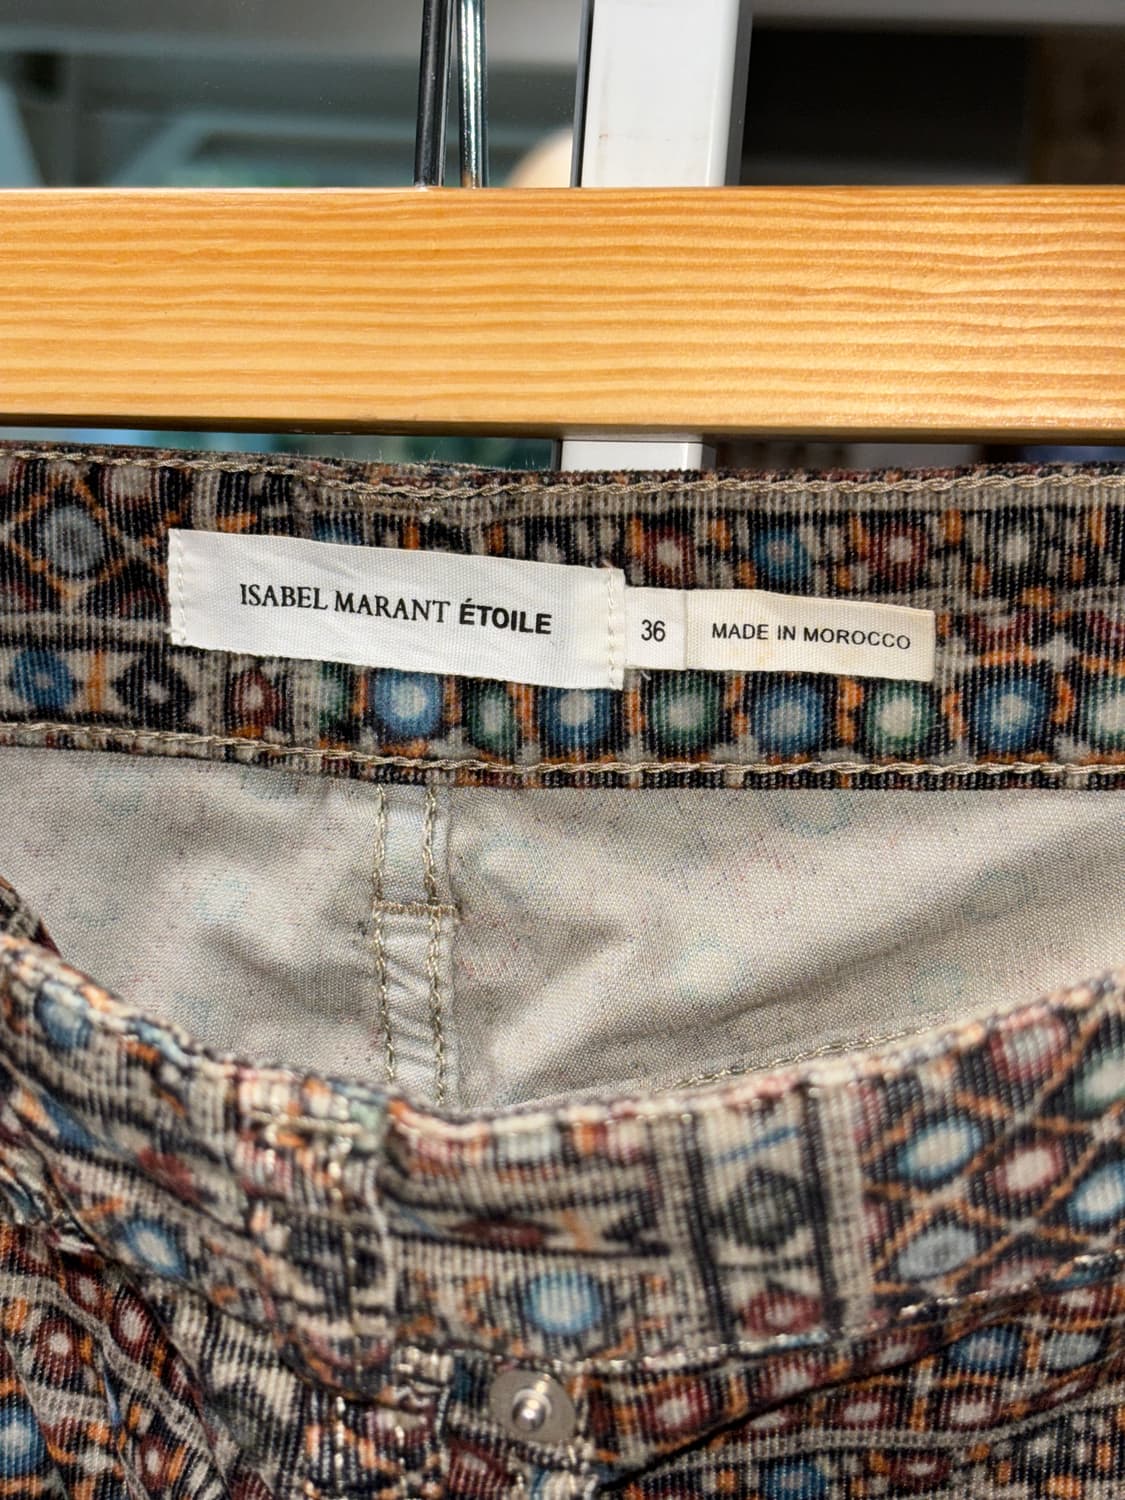 ISABEL MARANT ÉTOILE
36
MADE IN MOROCCO